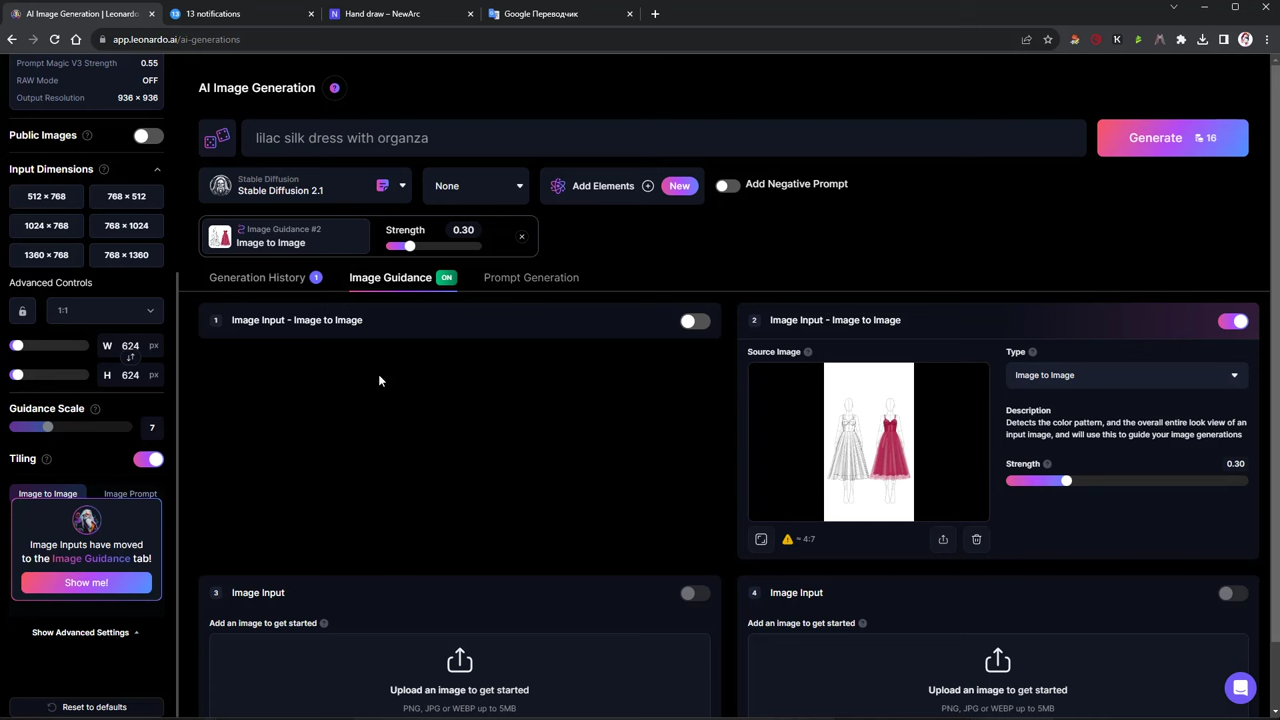 AI Image Generation | Leonardo
13 notifications
Hand draw – NewArc
Google Переводчик
app.leonardo.ai/ai-generations
Prompt Magic V3 Strength 0.55
RAW Mode OFF
Output Resolution 936 × 936
Public Images
Input Dimensions
512 × 768 768 × 512
1024 × 768 768 × 1024
1360 × 768 768 × 1360
Advanced Controls
1:1
W 624 px
H 624 px
Guidance Scale
7
Tiling
Image to Image Image Prompt
Image Inputs have moved
to the Image Guidance tab!
Show me!
Show Advanced Settings
Reset to defaults
AI Image Generation
lilac silk dress with organza
Generate 16
Stable Diffusion
Stable Diffusion 2.1
None
Add Elements New
Add Negative Prompt
Image Guidance #2
Image to Image
Strength 0.30
Generation History 1
Image Guidance ON
Prompt Generation
1 Image Input - Image to Image
2 Image Input - Image to Image
Source Image
≈ 4:7
Type
Image to Image
Description
Detects the color pattern, and the overall entire look view of an
input image, and will use this to guide your image generations
Strength 0.30
3 Image Input
Add an image to get started
Upload an image to get started
PNG, JPG or WEBP up to 5MB
4 Image Input
Add an image to get started
Upload an image to get started
PNG, JPG or WEBP up to 5MB